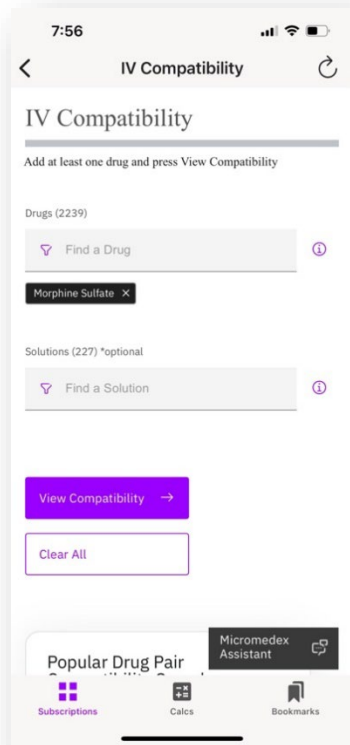 7:56
IV Compatibility
IV Compatibility
Add at least one drug and press View Compatibility
Drugs (2239)
Find a Drug
Morphine Sulfate ×
Solutions (227) *optional
Find a Solution
View Compatibility →
Clear All
Micromedex
Assistant
Popular Drug Pair
Subscriptions
Calcs
Bookmarks